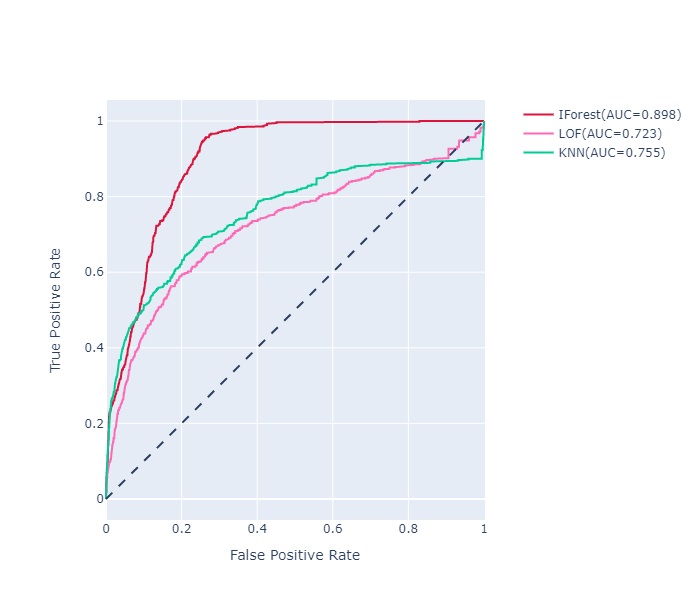 IForest(AUC=0.898)
LOF(AUC=0.723)
KNN(AUC=0.755)
1
0.8
0.6
0.4
0.2
0
True Positive Rate
0 0.2 0.4 0.6 0.8 1
False Positive Rate